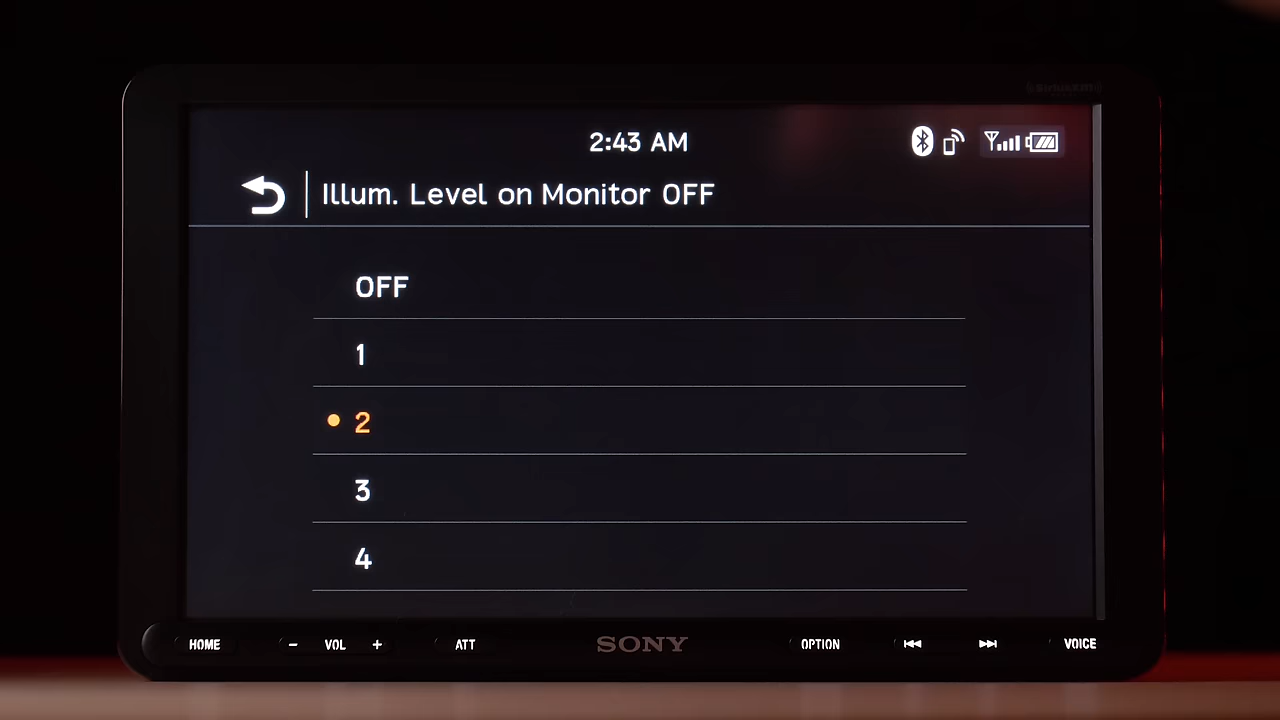 SiriusXM
2:43 AM
Illum. Level on Monitor OFF
OFF
1
2
3
4
HOME
- VOL +
ATT
SONY
OPTION
VOICE